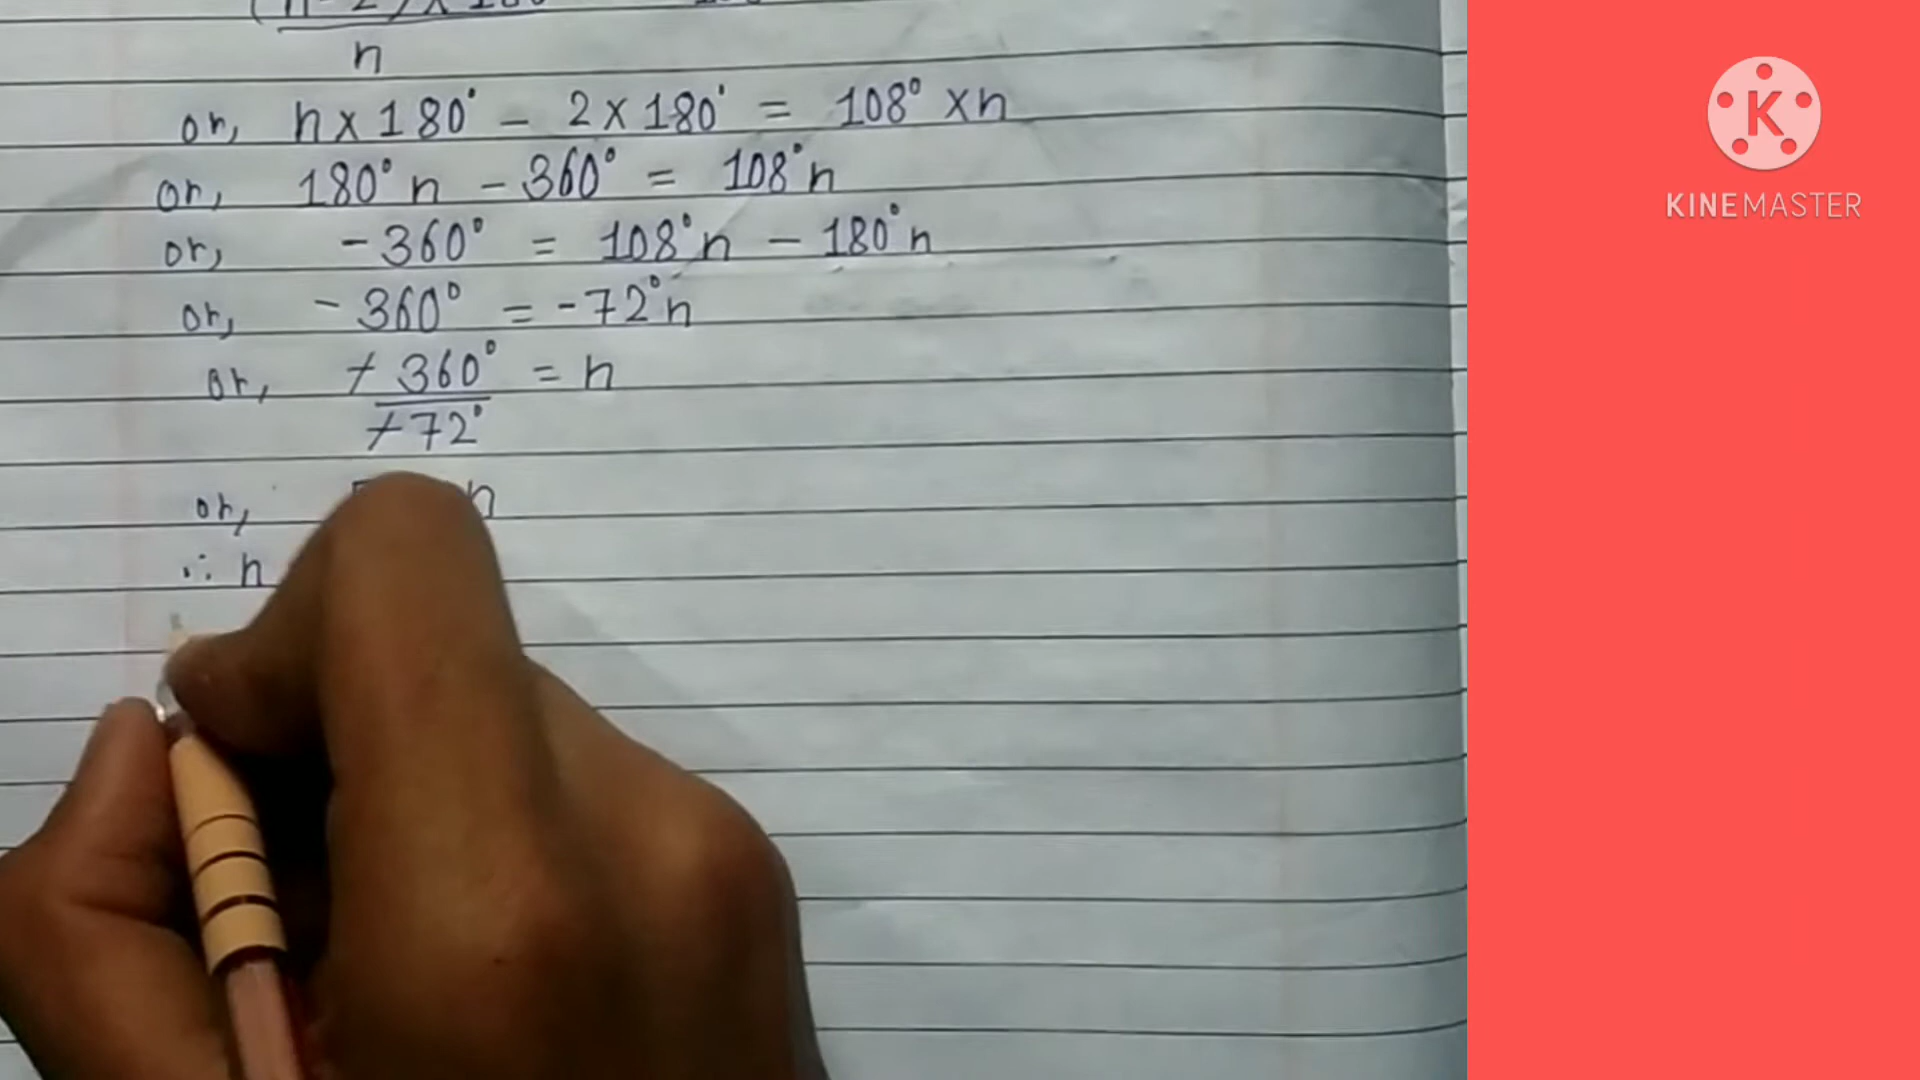 n
or, n×180° - 2×180° = 108° ×n
or, 180°n - 360° = 108°n
or, -360° = 108°n - 180°n
or, -360° = -72°n
or, -360° = n
-72°
or, n
∴ n
K
KINEMASTER